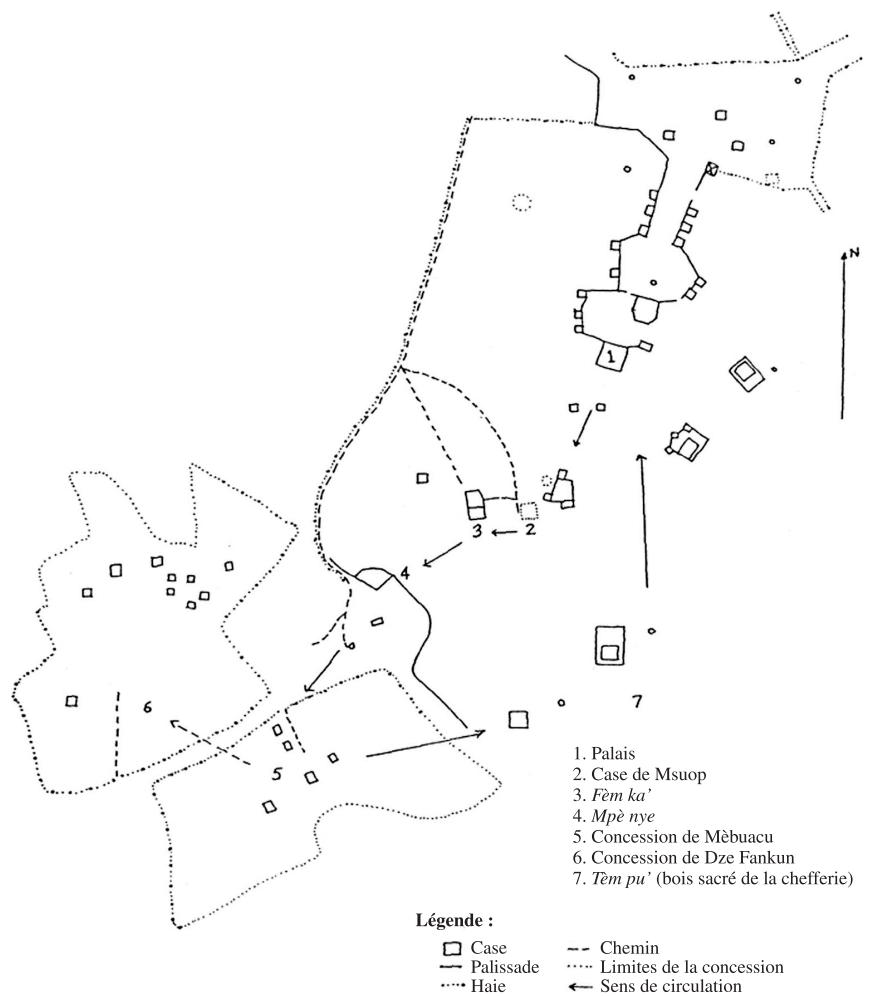 N
1
2
3
4
5
6
7
1. Palais
2. Case de Msuop
3. Fèm ka’
4. Mpè nye
5. Concession de Mèbuacu
6. Concession de Dze Fankun
7. Tèm pu’ (bois sacré de la chefferie)
Légende :
Case
Palissade
Haie
Chemin
Limites de la concession
Sens de circulation